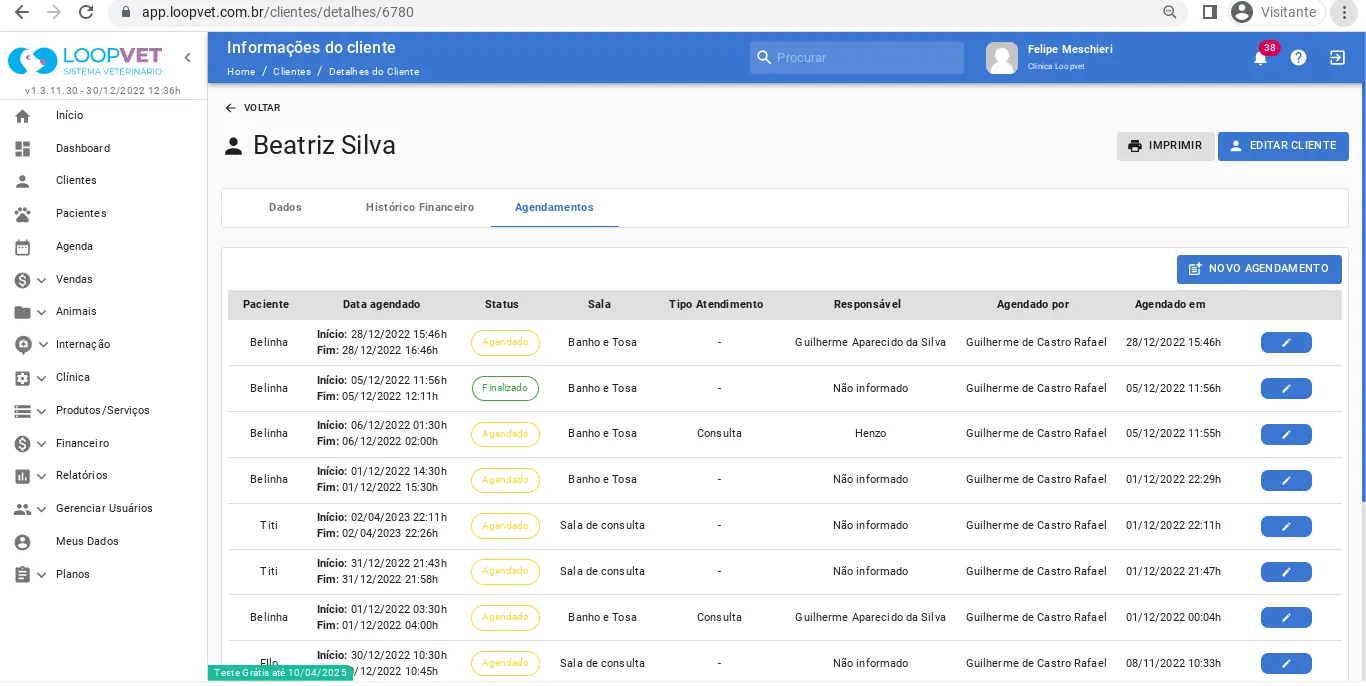 app.loopvet.com.br/clientes/detalhes/6780
Visitante
LOOPVET
SISTEMA VETERINÁRIO
v1.3.11.30 - 30/12/2022 12:36h
Início
Dashboard
Clientes
Pacientes
Agenda
Vendas
Animais
Internação
Clínica
Produtos/Serviços
Financeiro
Relatórios
Gerenciar Usuários
Meus Dados
Planos
Informações do cliente
Home / Clientes / Detalhes do Cliente
Procurar
Felipe Meschieri
Clínica Loopvet
38
VOLTAR
Beatriz Silva
IMPRIMIR
EDITAR CLIENTE
Dados Histórico Financeiro Agendamentos
NOVO AGENDAMENTO
Paciente Data agendado Status Sala Tipo Atendimento Responsável Agendado por Agendado em
Belinha Início: 28/12/2022 15:46h Agendado Banho e Tosa - Guilherme Aparecido da Silva Guilherme de Castro Rafael 28/12/2022 15:46h
Fim: 28/12/2022 16:46h
Belinha Início: 05/12/2022 11:56h Finalizado Banho e Tosa - Não informado Guilherme de Castro Rafael 05/12/2022 11:56h
Fim: 05/12/2022 12:11h
Belinha Início: 06/12/2022 01:30h Agendado Banho e Tosa Consulta Henzo Guilherme de Castro Rafael 05/12/2022 11:55h
Fim: 06/12/2022 02:00h
Belinha Início: 01/12/2022 14:30h Agendado Banho e Tosa - Não informado Guilherme de Castro Rafael 01/12/2022 22:29h
Fim: 01/12/2022 15:30h
Titi Início: 02/04/2023 22:11h Agendado Sala de consulta - Não informado Guilherme de Castro Rafael 01/12/2022 22:11h
Fim: 02/04/2023 22:26h
Titi Início: 31/12/2022 21:43h Agendado Sala de consulta - Não informado Guilherme de Castro Rafael 01/12/2022 21:47h
Fim: 31/12/2022 21:58h
Belinha Início: 01/12/2022 03:30h Agendado Banho e Tosa Consulta Guilherme Aparecido da Silva Guilherme de Castro Rafael 01/12/2022 00:04h
Fim: 01/12/2022 04:00h
Início: 30/12/2022 10:30h Agendado Sala de consulta - Não informado Guilherme de Castro Rafael 08/11/2022 10:33h
/12/2022 10:45h
Teste Grátis até 10/04/2025